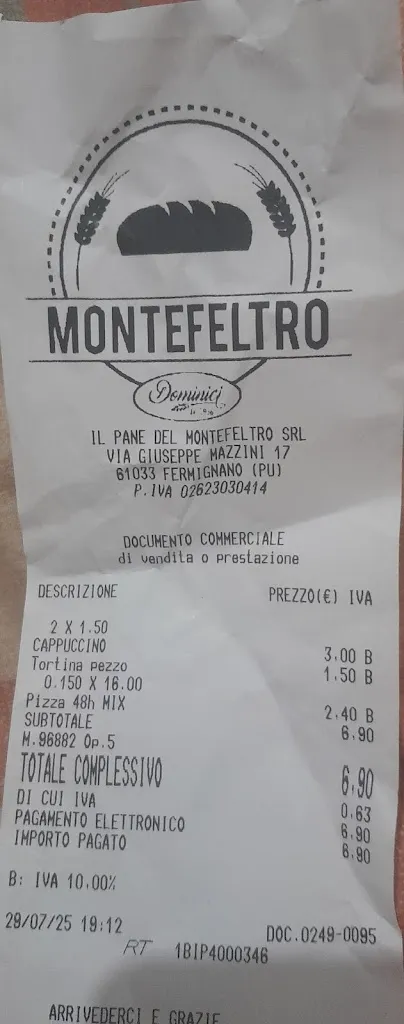 MONTEFELTRO
Dominici
IL PANE DEL MONTEFELTRO SRL
VIA GIUSEPPE MAZZINI 17
61033 FERMIGNANO (PU)
P.IVA 02623030414
DOCUMENTO COMMERCIALE
di vendita o prestazione
DESCRIZIONE PREZZO(€) IVA
2 X 1.50
CAPPUCCINO 3.00 B
Tortina pezzo 1.50 B
0.150 X 16.00
Pizza 48h MIX 2.40 B
SUBTOTALE 6.90
M.96882 Op.5
TOTALE COMPLESSIVO 6,90
DI CUI IVA 0.63
PAGAMENTO ELETTRONICO 6.90
IMPORTO PAGATO 6.90
B: IVA 10.00%
29/07/25 19:12 DOC.0249-0095
RT 1BIP4000346
ARRIVEDERCI E GRAZIE